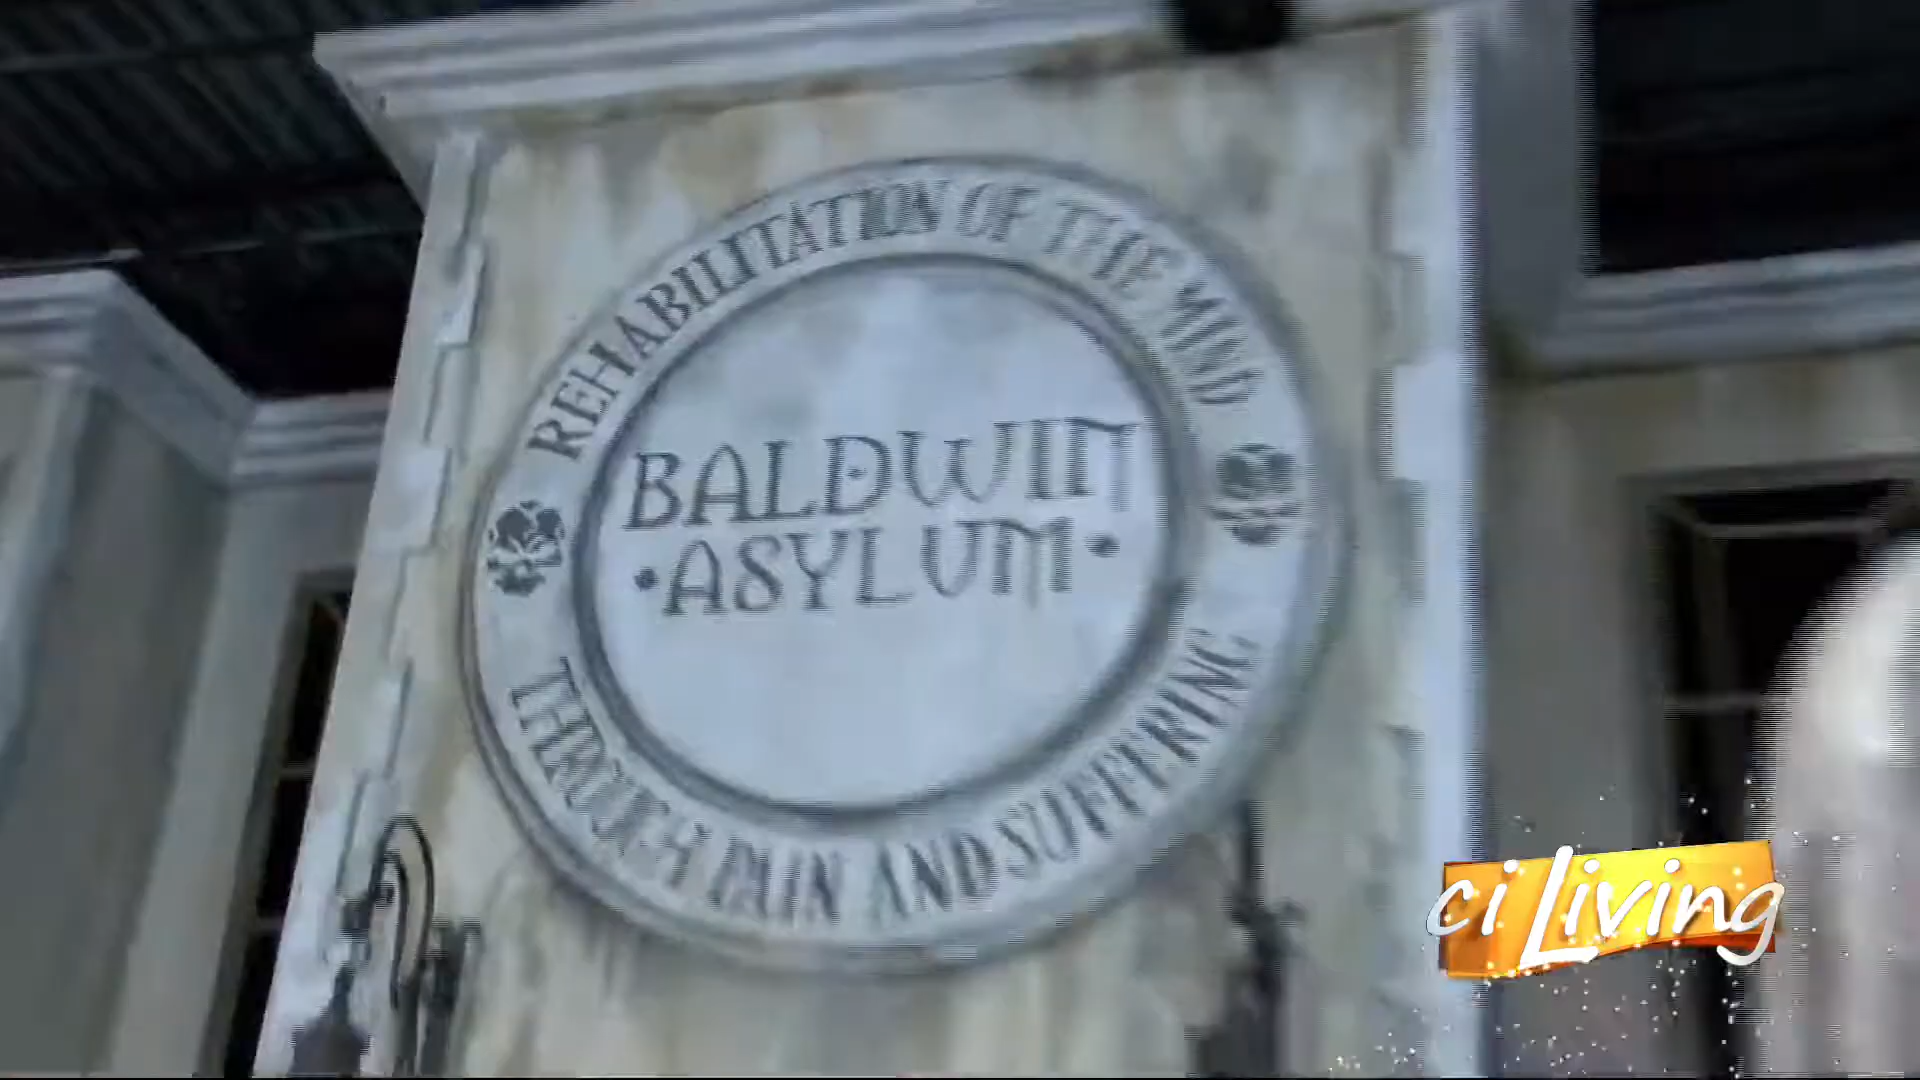 REHABILITATION OF THE MIND
BALDWIN
•ASYLUM•
THROUGH PAIN AND SUFFERING
ci Living